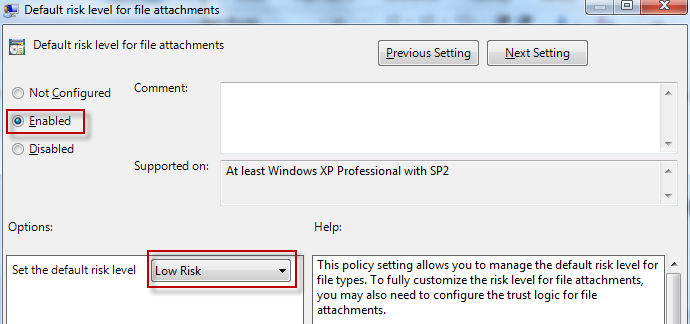 Default risk level for file attachments
Default risk level for file attachments
Previous Setting
Next Setting
Not Configured
Comment:
Enabled
Disabled
Supported on:
At least Windows XP Professional with SP2
Options:
Help:
Set the default risk level
Low Risk
This policy setting allows you to manage the default risk level for
file types. To fully customize the risk level for file attachments,
you may also need to configure the trust logic for file
attachments.